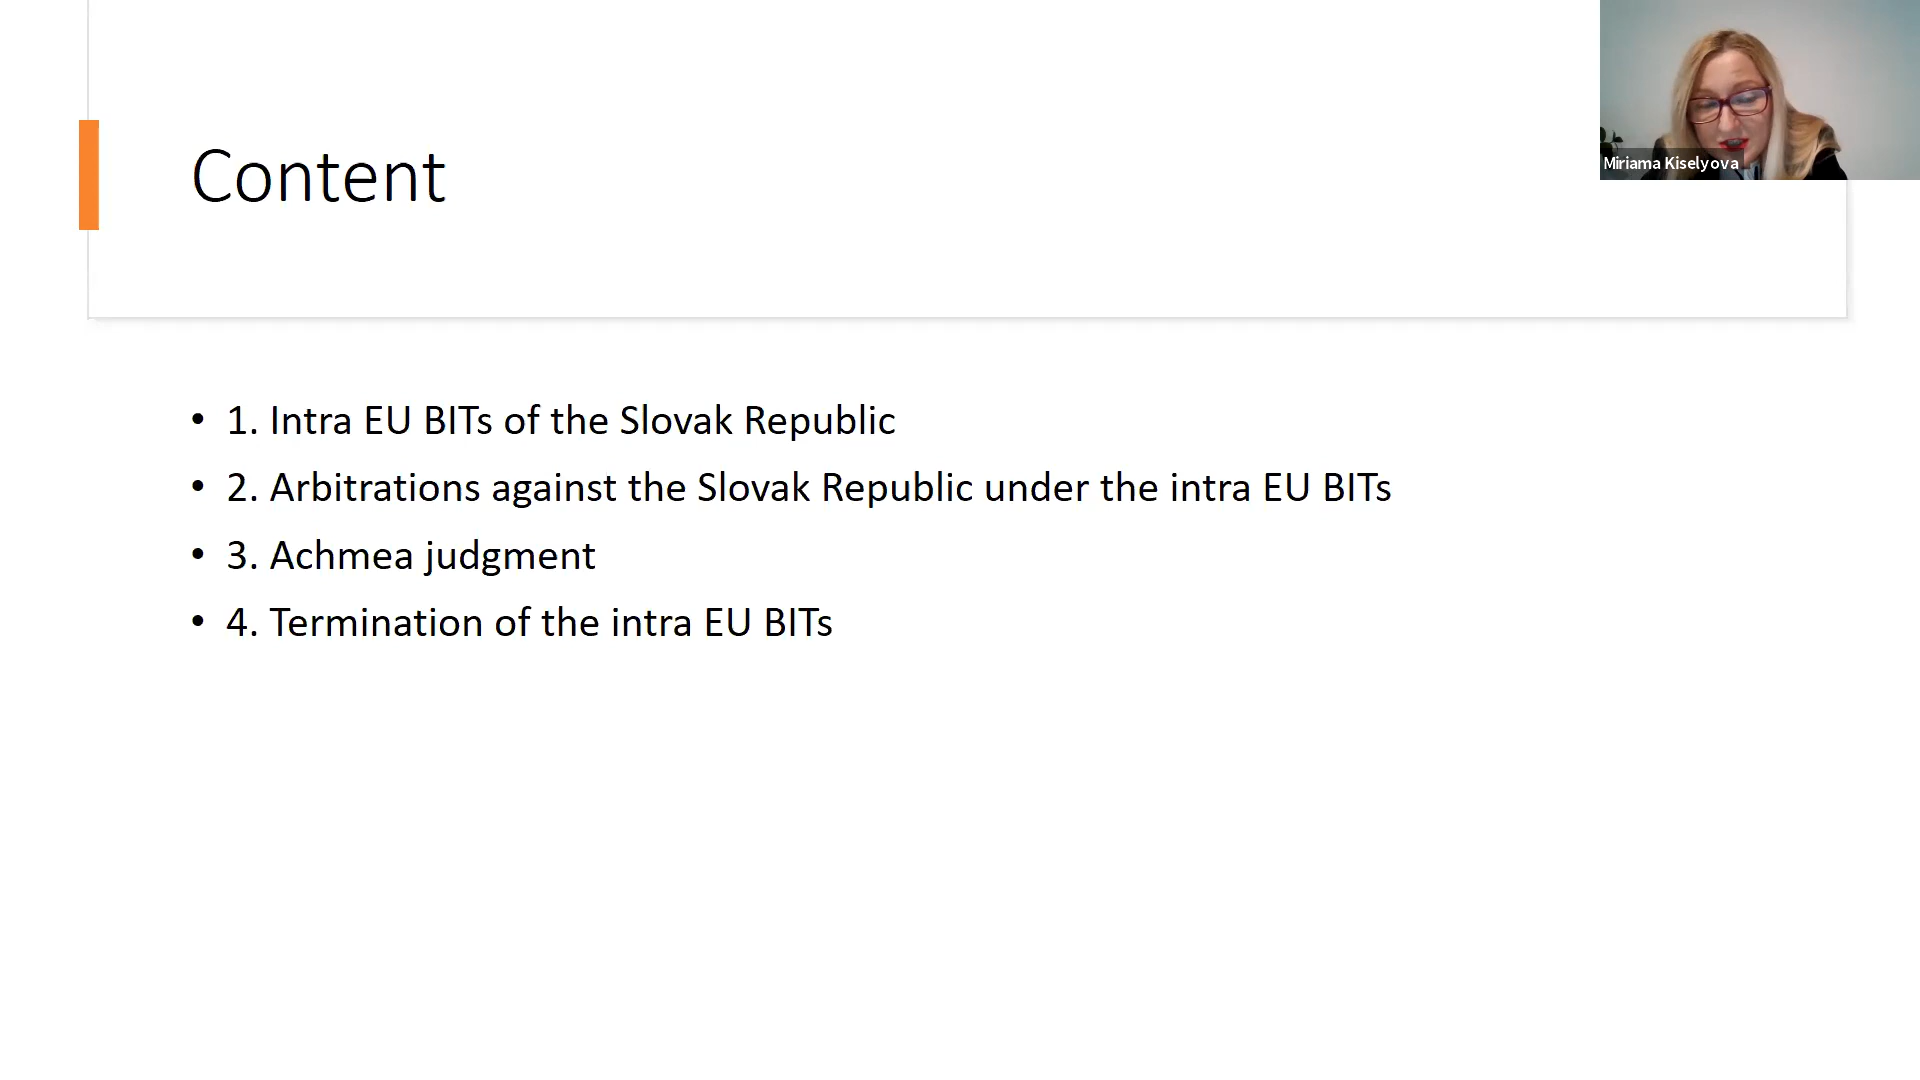 Content
Miriama Kiselyova
• 1. Intra EU BITs of the Slovak Republic
• 2. Arbitrations against the Slovak Republic under the intra EU BITs
• 3. Achmea judgment
• 4. Termination of the intra EU BITs